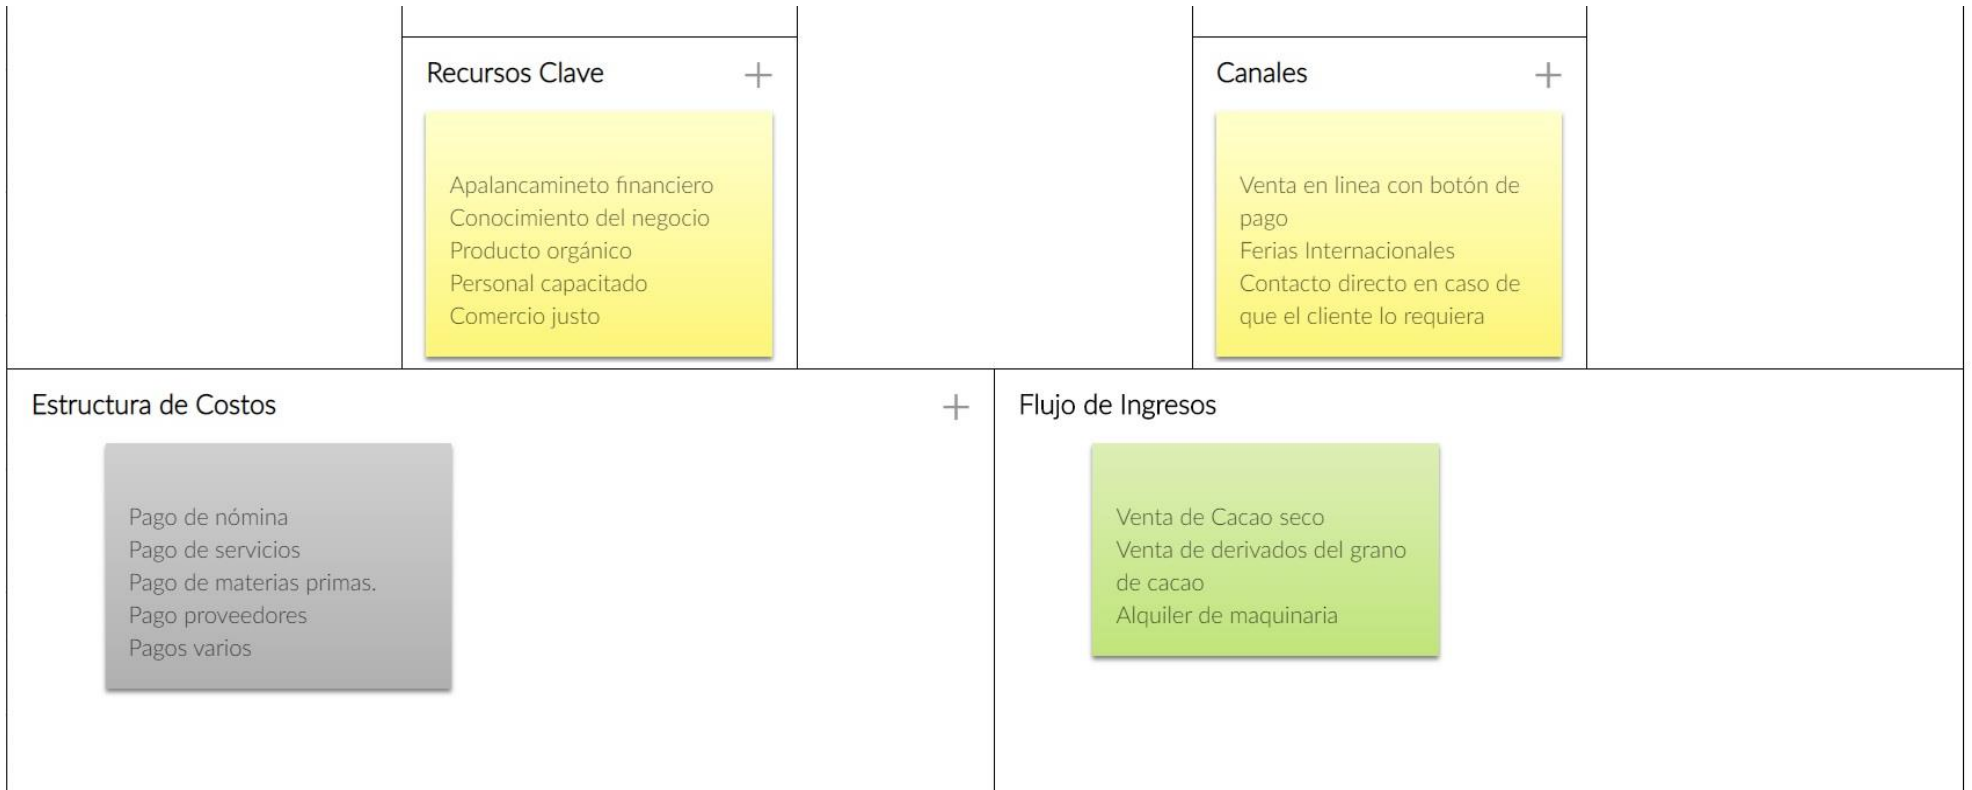 Recursos Clave
Apalancamineto financiero
Conocimiento del negocio
Producto orgánico
Personal capacitado
Comercio justo
Canales
Venta en linea con botón de
pago
Ferias Internacionales
Contacto directo en caso de
que el cliente lo requiera
Estructura de Costos
Pago de nómina
Pago de servicios
Pago de materias primas.
Pago proveedores
Pagos varios
Flujo de Ingresos
Venta de Cacao seco
Venta de derivados del grano
de cacao
Alquiler de maquinaria